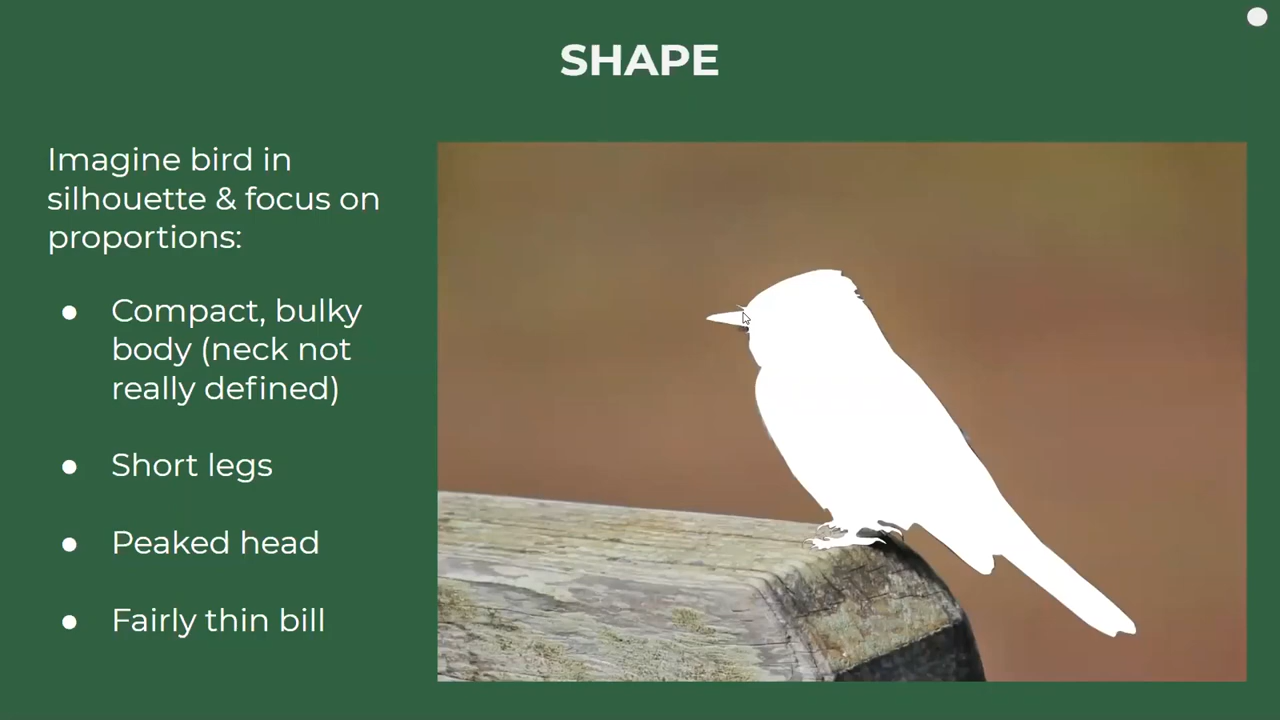 SHAPE
Imagine bird in
silhouette & focus on
proportions:
● Compact, bulky
body (neck not
really defined)
● Short legs
● Peaked head
● Fairly thin bill